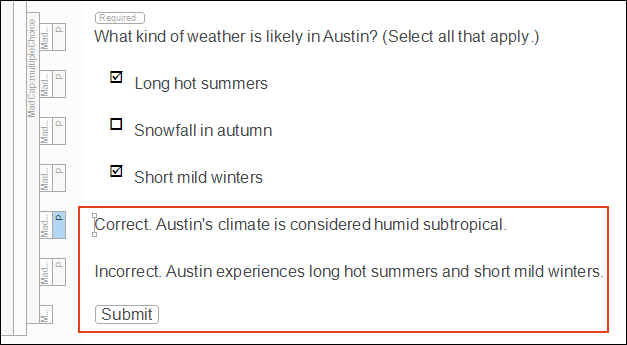 Required
What kind of weather is likely in Austin? (Select all that apply.)
Long hot summers
Snowfall in autumn
Short mild winters
Correct. Austin's climate is considered humid subtropical.
Incorrect. Austin experiences long hot summers and short mild winters.
Submit
MadCap:multipleChoice
Mad...
p
Mad...
p
Mad...
p
Mad...
p
Mad...
p
Mad...
p
M...